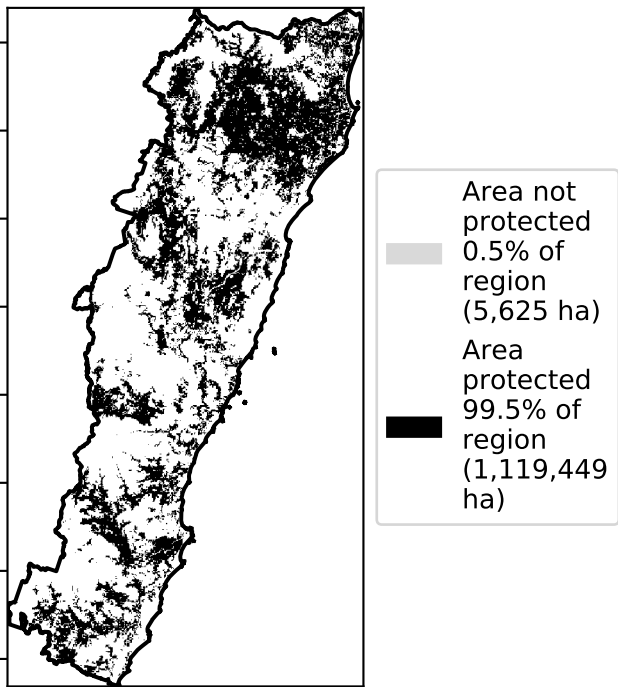 Area not
protected
0.5% of
region
(5,625 ha)
Area
protected
99.5% of
region
(1,119,449
ha)